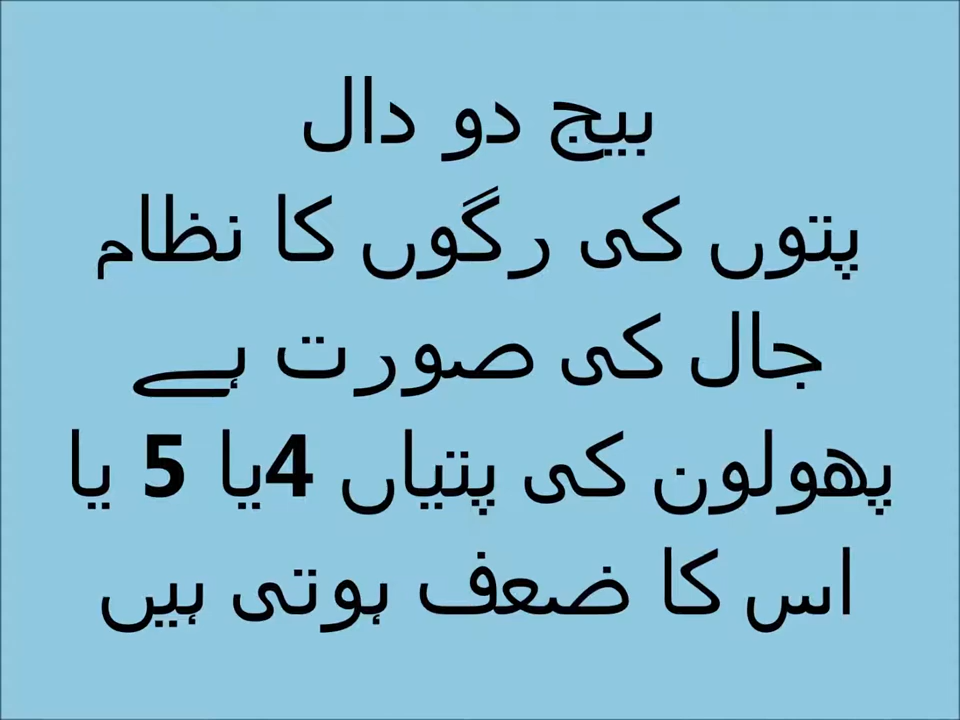 بیج دو دال
پتوں کی رگوں کا نظام
جال کی صورت ہے
پھولون کی پتیاں 4یا 5 یا
اس کا ضعف ہوتی ہیں